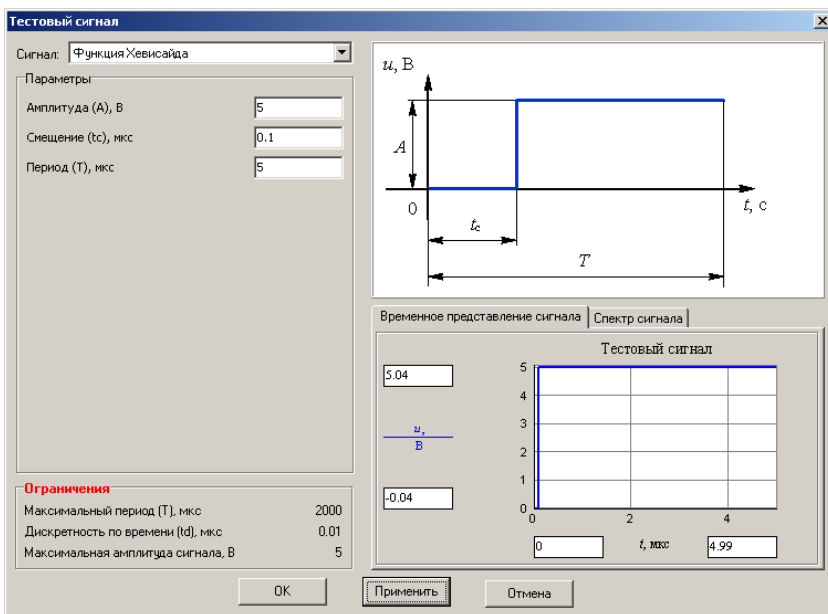 Тестовый сигнал
Сигнал: Функция Хевисайда
Параметры
Амплитуда (А), В 5
Смещение (tc), мкс 0.1
Период (Т), мкс 5
Ограничения
Максимальный период (Т), мкс 2000
Дискретность по времени (td), мкс 0.01
Максимальная амплитуда сигнала, В 5
u, В
A
0
t, с
tс
T
Временное представление сигнала Спектр сигнала
Тестовый сигнал
5.04
u,
В
-0.04
5
4
3
2
1
0
0 2 4
0 t, мкс 4.99
OK Применить Отмена